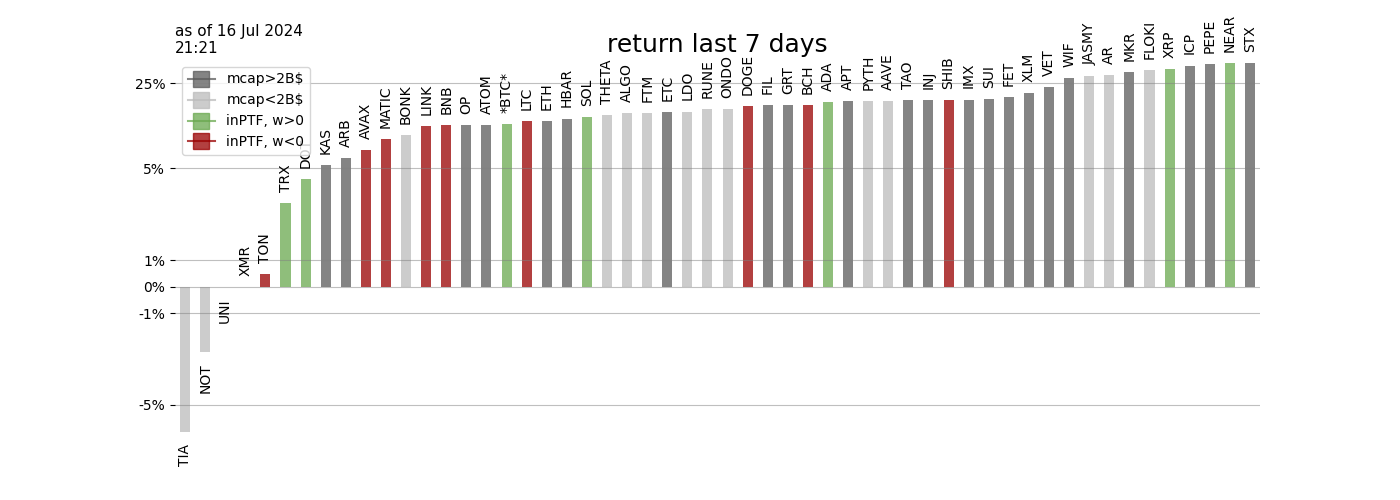 as of 16 Jul 2024
21:21
return last 7 days
mcap>2B$
mcap<2B$
inPTF, w>0
inPTF, w<0
25%
5%
1%
0%
-1%
-5%
TIA
NOT
UNI
XMR
TON
TRX
DOT
KAS
ARB
AVAX
MATIC
BONK
LINK
BNB
OP
ATOM
*BTC*
LTC
ETH
HBAR
SOL
THETA
ALGO
FTM
ETC
LDO
RUNE
ONDO
DOGE
FIL
GRT
BCH
ADA
APT
PYTH
AAVE
TAO
INJ
SHIB
IMX
SUI
FET
XLM
VET
WIF
JASMY
AR
MKR
FLOKI
XRP
ICP
PEPE
NEAR
STX